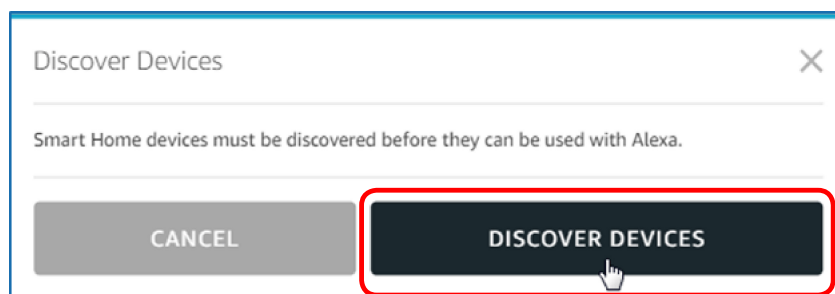 Discover Devices
Smart Home devices must be discovered before they can be used with Alexa.
CANCEL
DISCOVER DEVICES